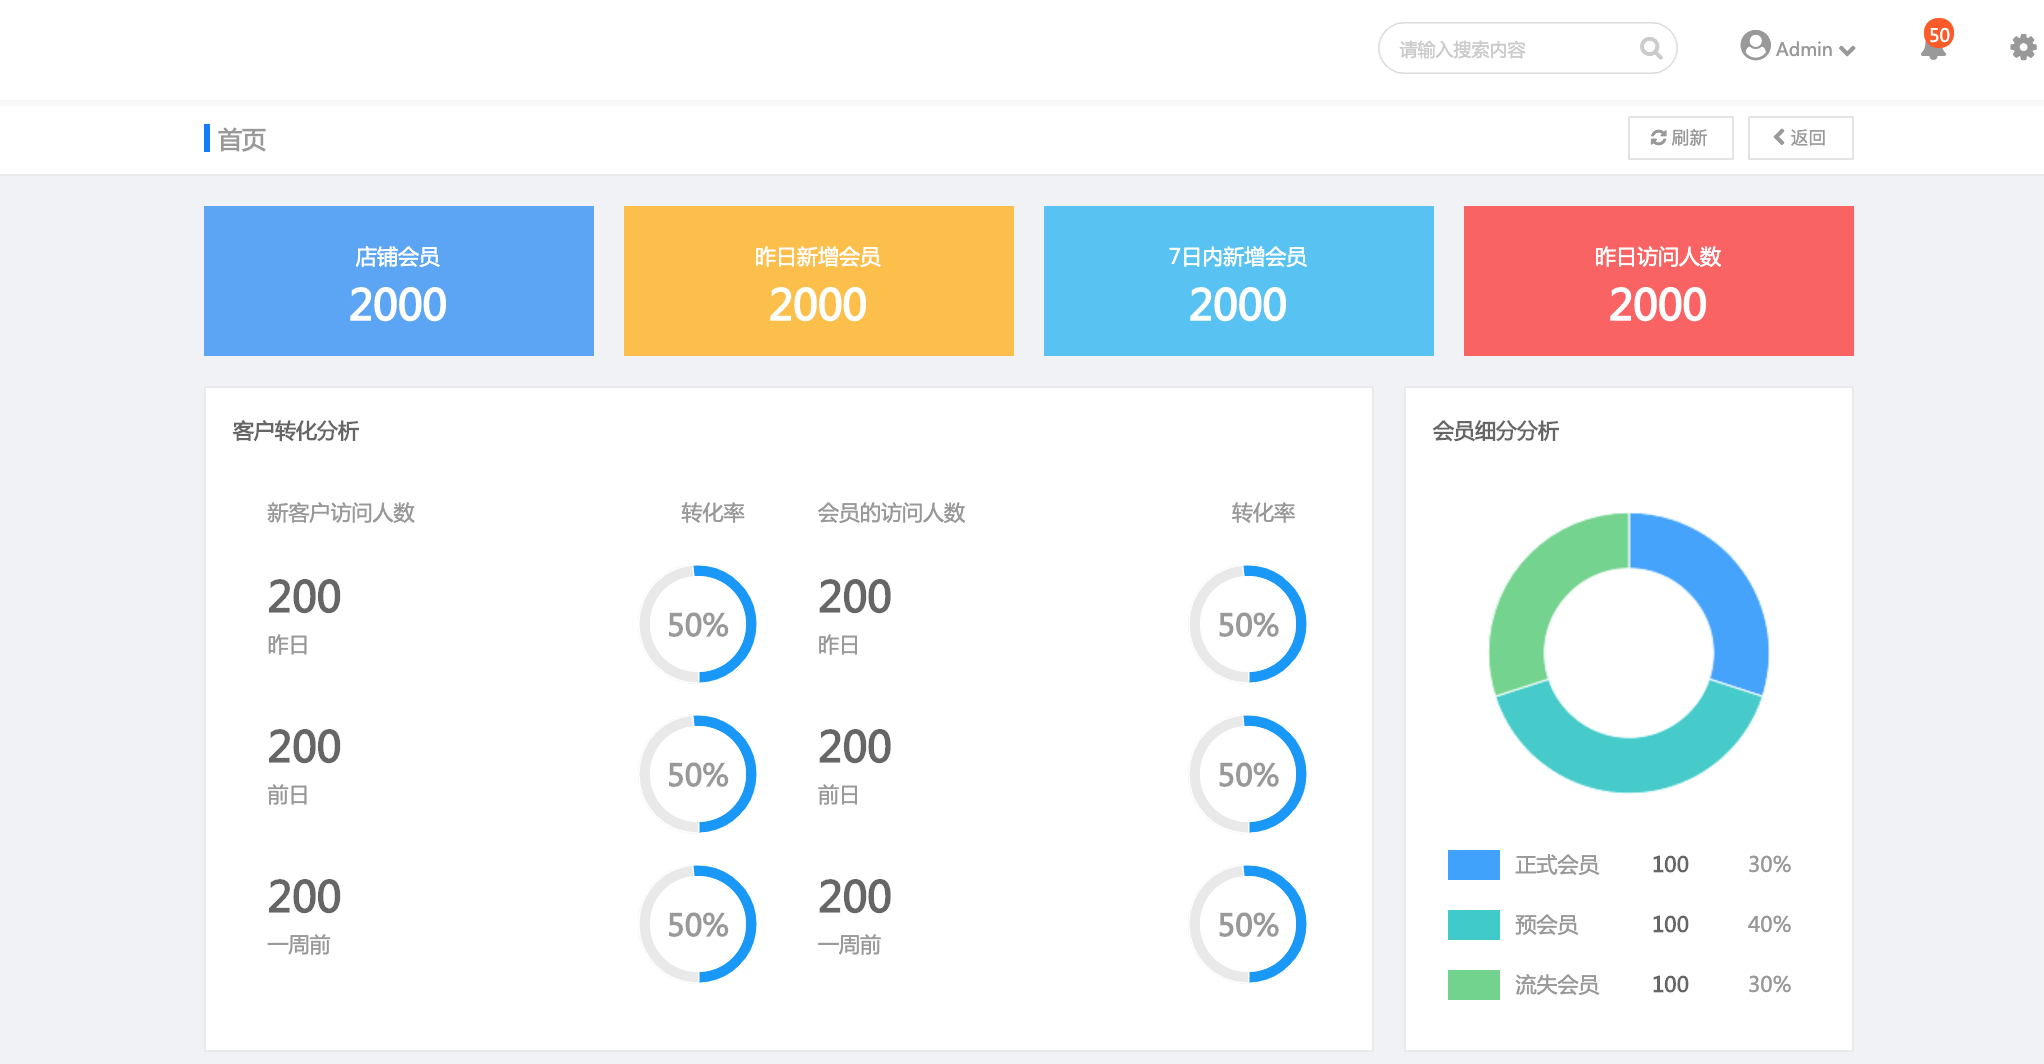 请输入搜索内容
Admin
50
首页
刷新
返回
店铺会员
2000
昨日新增会员
2000
7日内新增会员
2000
昨日访问人数
2000
客户转化分析
新客户访问人数
转化率
会员的访问人数
转化率
200
昨日
50%
200
昨日
50%
200
前日
50%
200
前日
50%
200
一周前
50%
200
一周前
50%
会员细分分析
正式会员 100 30%
预会员 100 40%
流失会员 100 30%